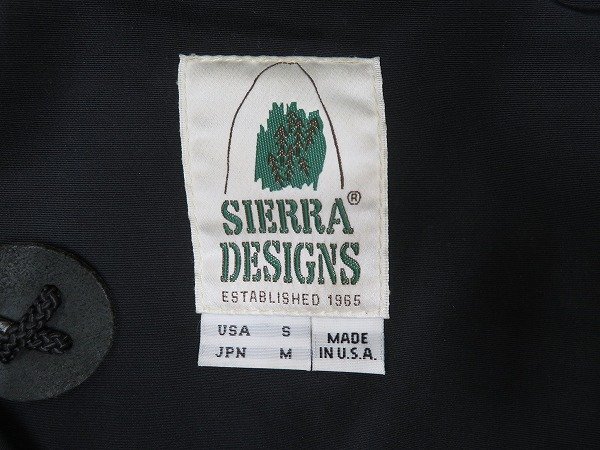 SIERRA®
DESIGNS
ESTABLISHED 1965
USA S
JPN M
MADE
IN U.S.A.